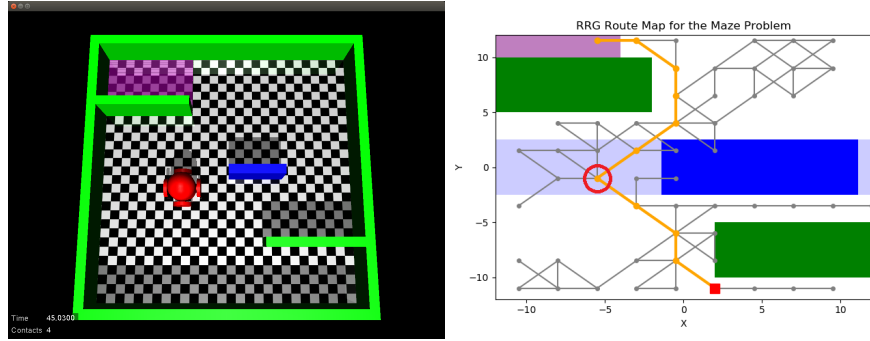 Time 45.0300
Contacts 4
RRG Route Map for the Maze Problem
Y
10
5
0
−5
−10
−10
−5
0
5
10
X